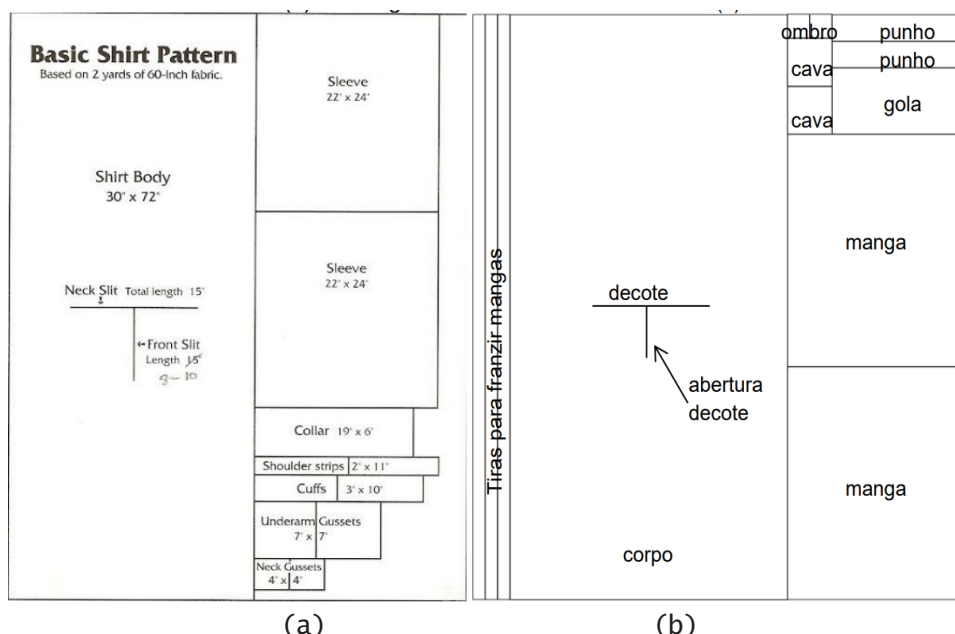 Basic Shirt Pattern
Based on 2 yards of 60-inch fabric.
Shirt Body
30" x 72"
Neck Slit Total length 15"
Front Slit
Length 15"
8-10
Sleeve
22" x 24"
Sleeve
22" x 24"
Collar 19" x 6"
Shoulder strips 2" x 11"
Cuffs 3" x 10"
Underarm Gussets
7" x 7"
Neck Gussets
4" x 4"
(a)
Tiras para franzir mangas
decote
abertura
decote
corpo
ombro
cava
cava
punho
punho
gola
manga
manga
(b)